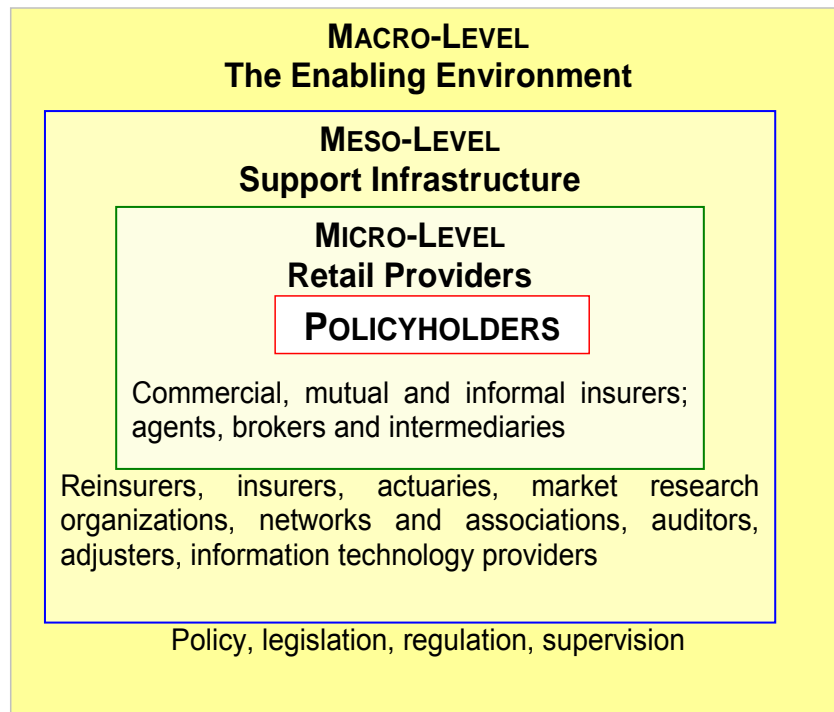 MACRO-LEVEL
The Enabling Environment
MESO-LEVEL
Support Infrastructure
MICRO-LEVEL
Retail Providers
POLICYHOLDERS
Commercial, mutual and informal insurers;
agents, brokers and intermediaries
Reinsurers, insurers, actuaries, market research
organizations, networks and associations, auditors,
adjusters, information technology providers
Policy, legislation, regulation, supervision